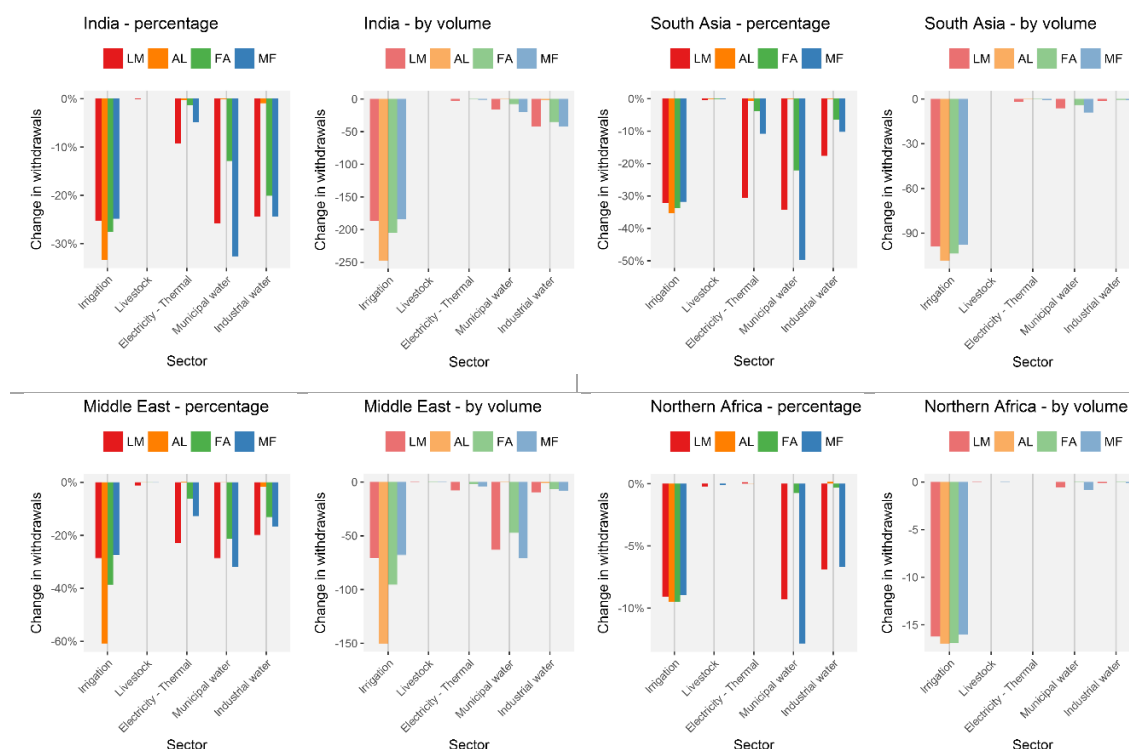 India - percentage
LM AL FA MF
Change in withdrawals
0%
-10%
-20%
-30%
Irrigation
Livestock
Electricity - Thermal
Municipal water
Industrial water
Sector
India - by volume
LM AL FA MF
Change in withdrawals
0
-50
-100
-150
-200
-250
Irrigation
Livestock
Electricity - Thermal
Municipal water
Industrial water
Sector
South Asia - percentage
LM AL FA MF
Change in withdrawals
0%
-10%
-20%
-30%
-40%
-50%
Irrigation
Livestock
Electricity - Thermal
Municipal water
Industrial water
Sector
South Asia - by volume
LM AL FA MF
Change in withdrawals
0
-30
-60
-90
Irrigation
Livestock
Electricity - Thermal
Municipal water
Industrial water
Sector
Middle East - percentage
LM AL FA MF
Change in withdrawals
0%
-20%
-40%
-60%
Irrigation
Livestock
Electricity - Thermal
Municipal water
Industrial water
Sector
Middle East - by volume
LM AL FA MF
Change in withdrawals
0
-50
-100
-150
Irrigation
Livestock
Electricity - Thermal
Municipal water
Industrial water
Sector
Northern Africa - percentage
LM AL FA MF
Change in withdrawals
0%
-5%
-10%
Irrigation
Livestock
Electricity - Thermal
Municipal water
Industrial water
Sector
Northern Africa - by volume
LM AL FA MF
Change in withdrawals
0
-5
-10
-15
Irrigation
Livestock
Electricity - Thermal
Municipal water
Industrial water
Sector